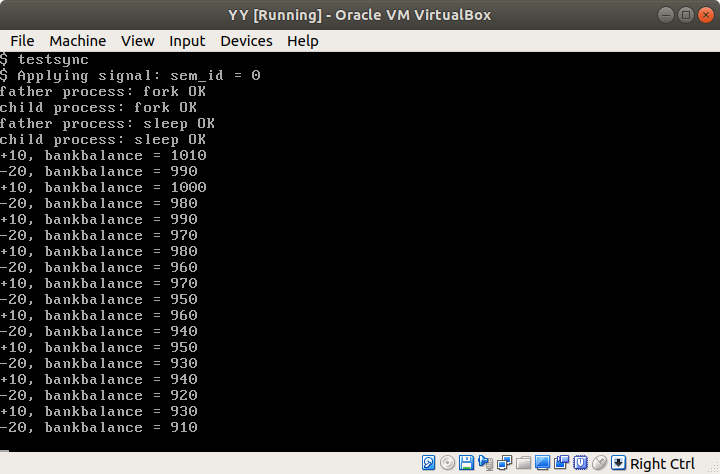 YY [Running] - Oracle VM VirtualBox
File Machine View Input Devices Help
$ testsync
$ Applying signal: sem_id = 0
father process: fork OK
child process: fork OK
father process: sleep OK
child process: sleep OK
+10, bankbalance = 1010
-20, bankbalance = 990
+10, bankbalance = 1000
-20, bankbalance = 980
+10, bankbalance = 990
-20, bankbalance = 970
+10, bankbalance = 980
-20, bankbalance = 960
+10, bankbalance = 970
-20, bankbalance = 950
+10, bankbalance = 960
-20, bankbalance = 940
+10, bankbalance = 950
-20, bankbalance = 930
+10, bankbalance = 940
-20, bankbalance = 920
+10, bankbalance = 930
-20, bankbalance = 910
Right Ctrl